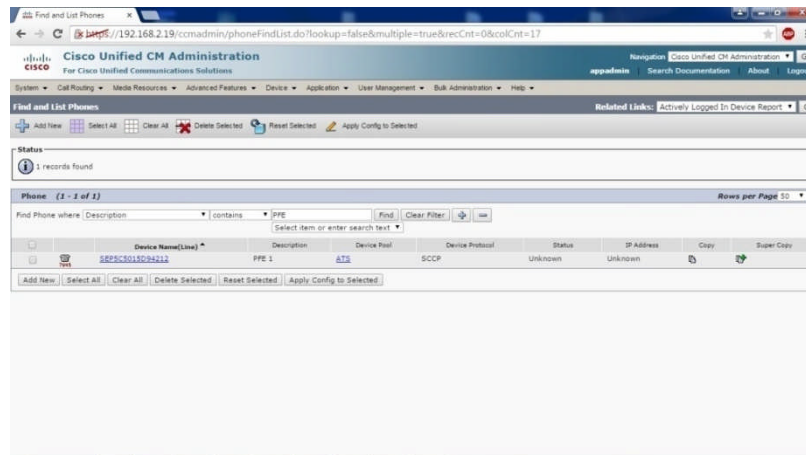 Find and List Phones
https://192.168.2.19/ccmadmin/phoneFindList.do?lookup=false&multiple=true&recCnt=0&colCnt=17
ABP
Cisco Unified CM Administration
For Cisco Unified Communications Solutions
CISCO
Navigation Cisco Unified CM Administration
appadmin Search Documentation About
System Call Routing Media Resources Advanced Features Device Application User Management Bulk Administration Help
Find and List Phones
Related Links: Actively Logged In Device Report
Add New Select All Clear All Delete Selected Reset Selected Apply Config to Selected
Status
1 records found
Phone (1 - 1 of 1)
Rows per Page 50
Find Phone where Description contains PFE Find Clear Filter
Select item or enter search text
Device Name(Line) Description Device Pool Device Protocol Status IP Address Copy Super Copy
PFE 1 ATS SCCP Unknown Unknown
Add New Select All Clear All Delete Selected Reset Selected Apply Config to Selected